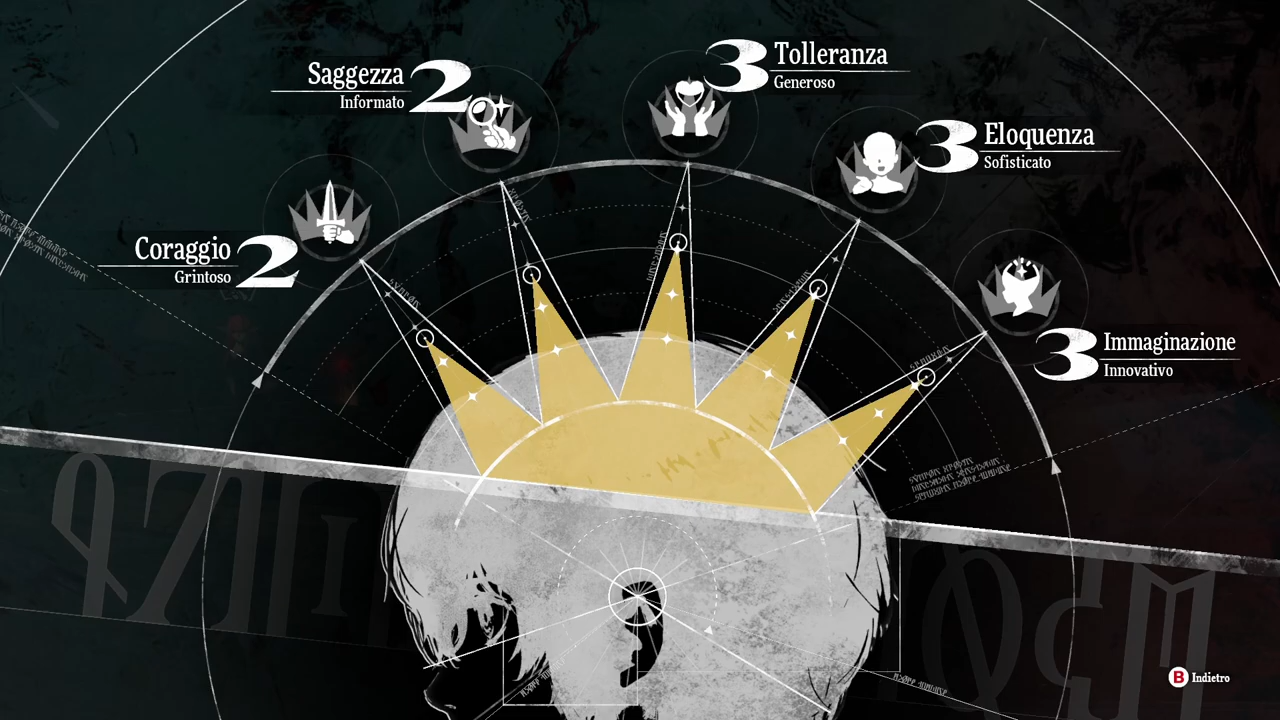 Saggezza
2
Informato
3
Tolleranza
Generoso
3
Eloquenza
Sofisticato
Coraggio
2
Grintoso
3
Immaginazione
Innovativo
B Indietro